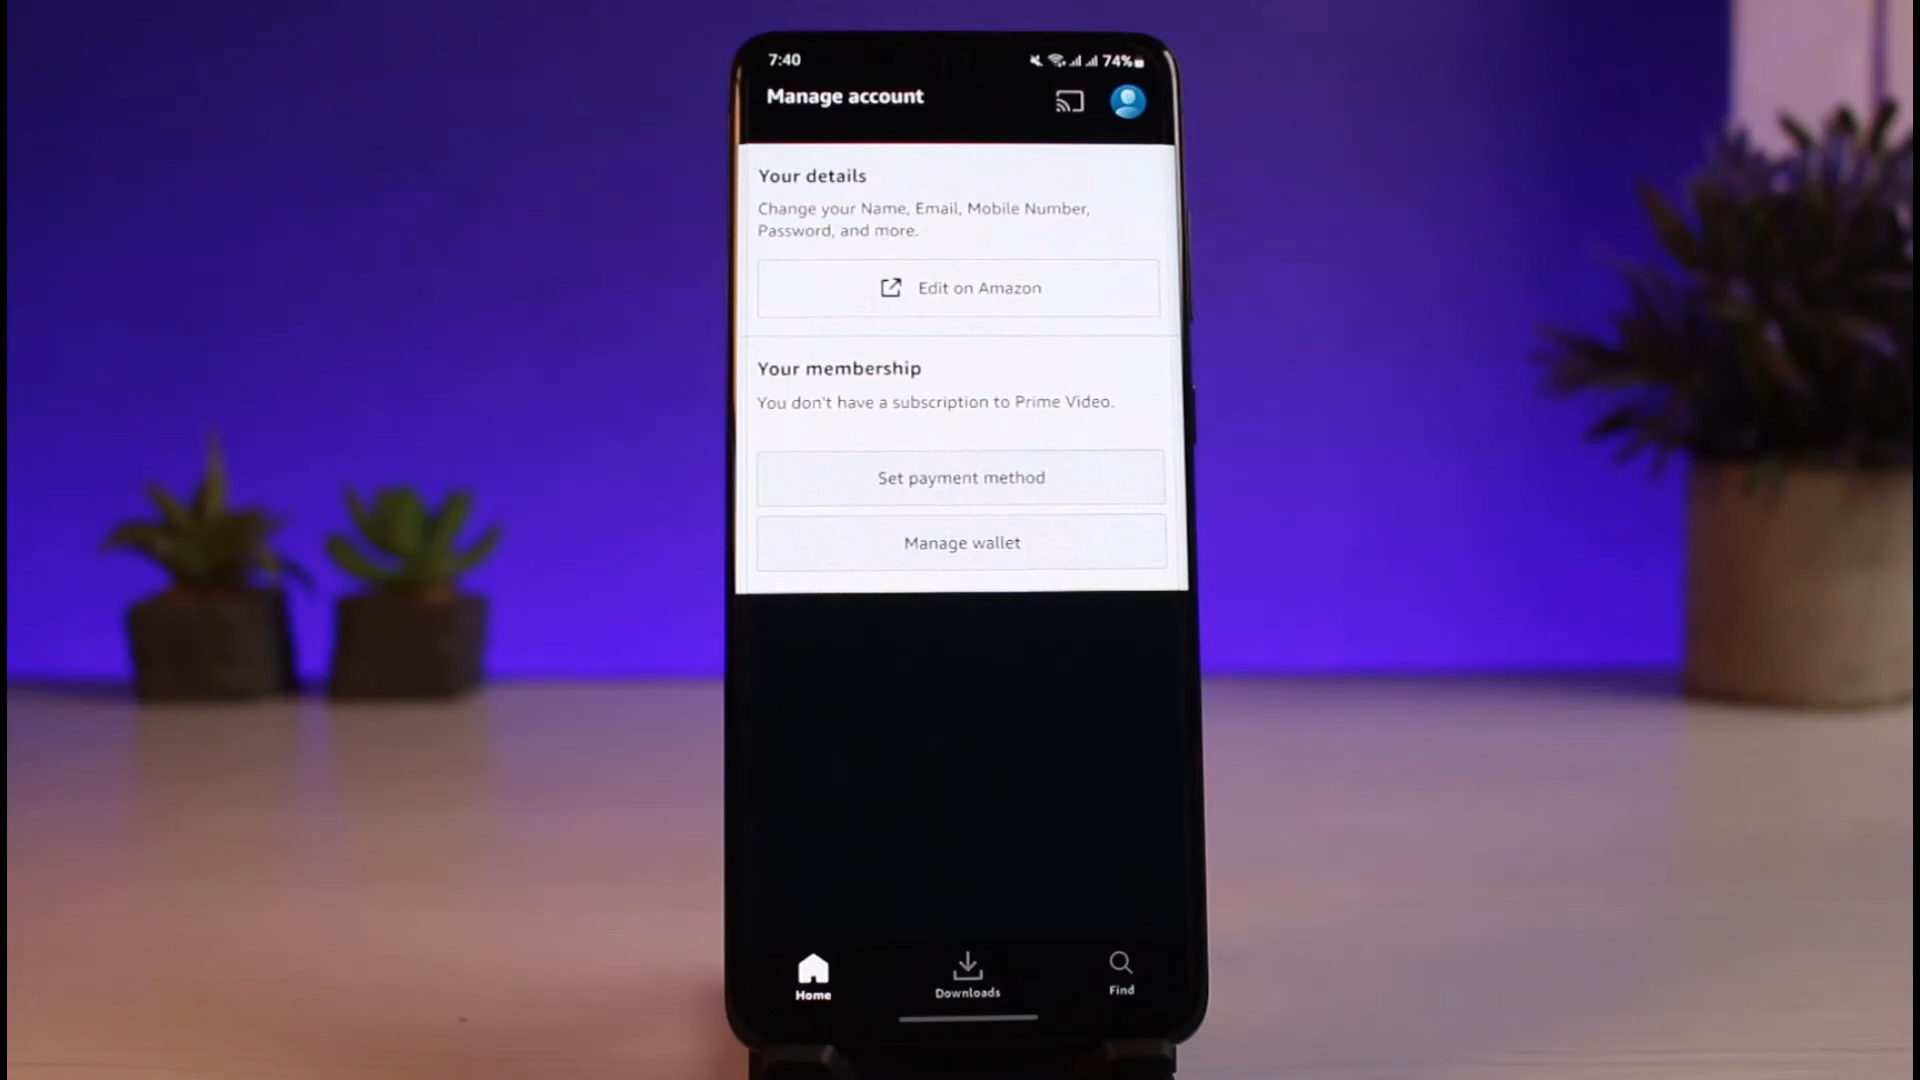 7:40
74%
Manage account
Your details
Change your Name, Email, Mobile Number,
Password, and more.
Edit on Amazon
Your membership
You don't have a subscription to Prime Video.
Set payment method
Manage wallet
Home
Downloads
Find